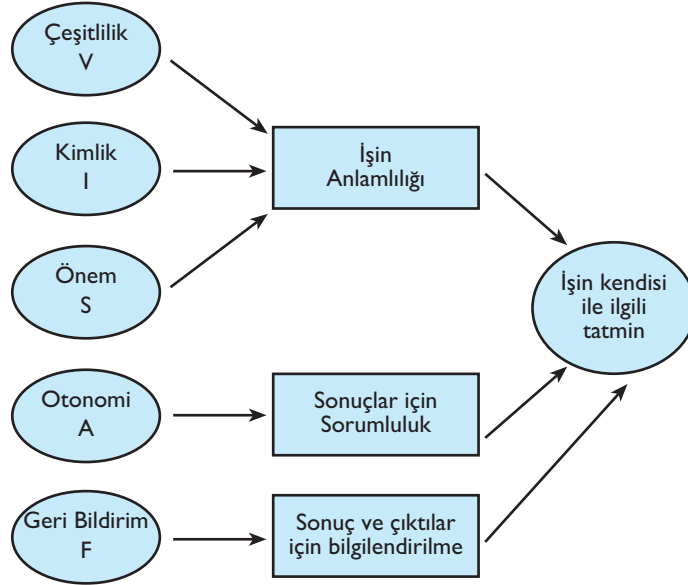 Çeşitlilik
V
Kimlik
I
Önem
S
Otonomi
A
Geri Bildirim
F
İşin
Anlamlılığı
Sonuçlar için
Sorumluluk
Sonuç ve çıktılar
için bilgilendirilme
İşin kendisi
ile ilgili
tatmin